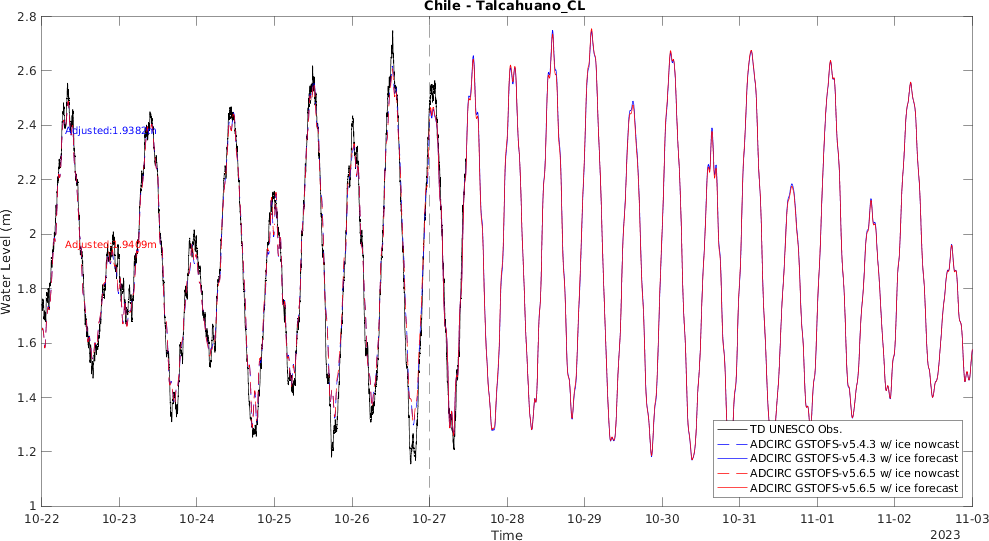 Chile - Talcahuano_CL
2.8
2.6
2.4
2.2
2
1.8
1.6
1.4
1.2
1
Water Level (m)
Adjusted:1.9382m
Adjusted:1.9409m
TD UNESCO Obs.
ADCIRC GSTOFS-v5.4.3 w/ ice nowcast
ADCIRC GSTOFS-v5.4.3 w/ ice forecast
ADCIRC GSTOFS-v5.6.5 w/ ice nowcast
ADCIRC GSTOFS-v5.6.5 w/ ice forecast
10-22 10-23 10-24 10-25 10-26 10-27 10-28 10-29 10-30 10-31 11-01 11-02 11-03
Time
2023